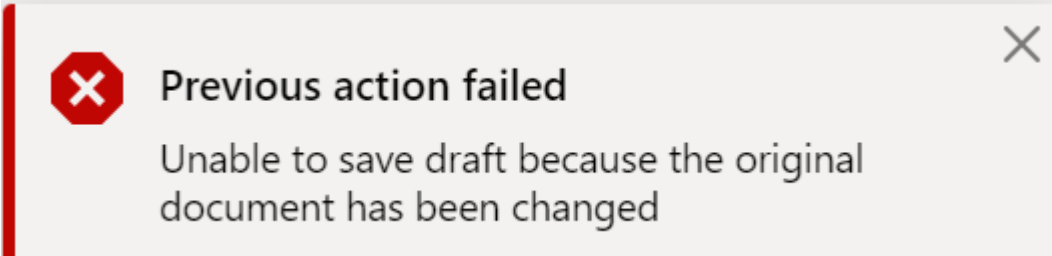 Previous action failed
Unable to save draft because the original
document has been changed